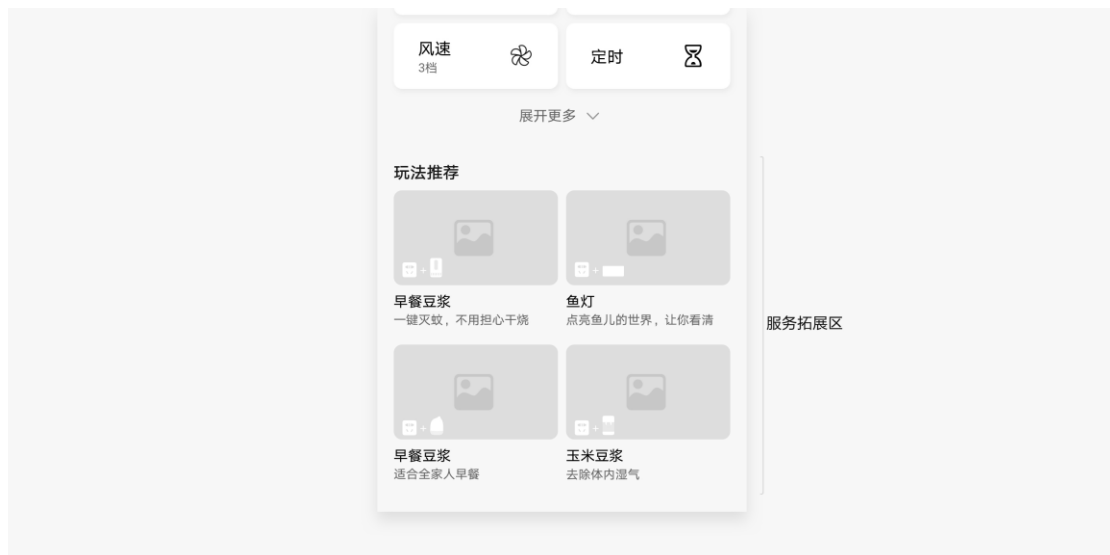 风速
3档
定时
展开更多
玩法推荐
早餐豆浆
一键灭蚊，不用担心干烧
鱼灯
点亮鱼儿的世界，让你看清
服务拓展区
早餐豆浆
适合全家人早餐
玉米豆浆
去除体内湿气